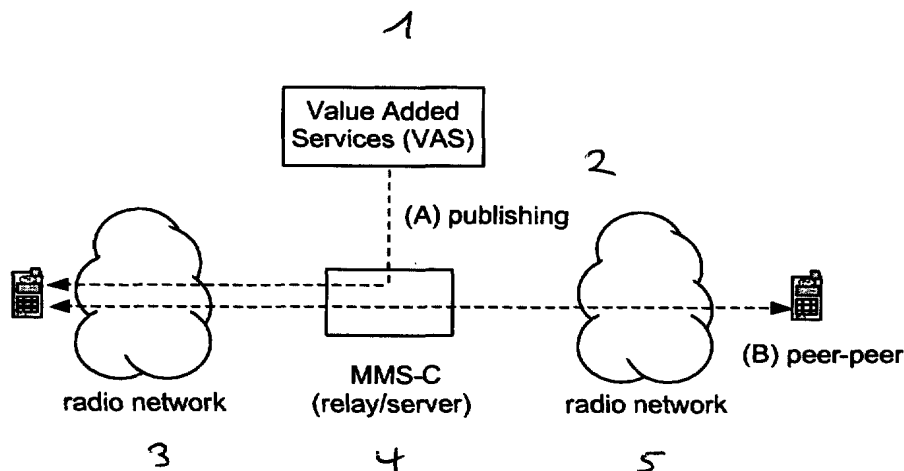 1
Value Added
Services (VAS)
2
(A) publishing
(B) peer-peer
radio network
MMS-C
(relay/server)
radio network
3
4
5